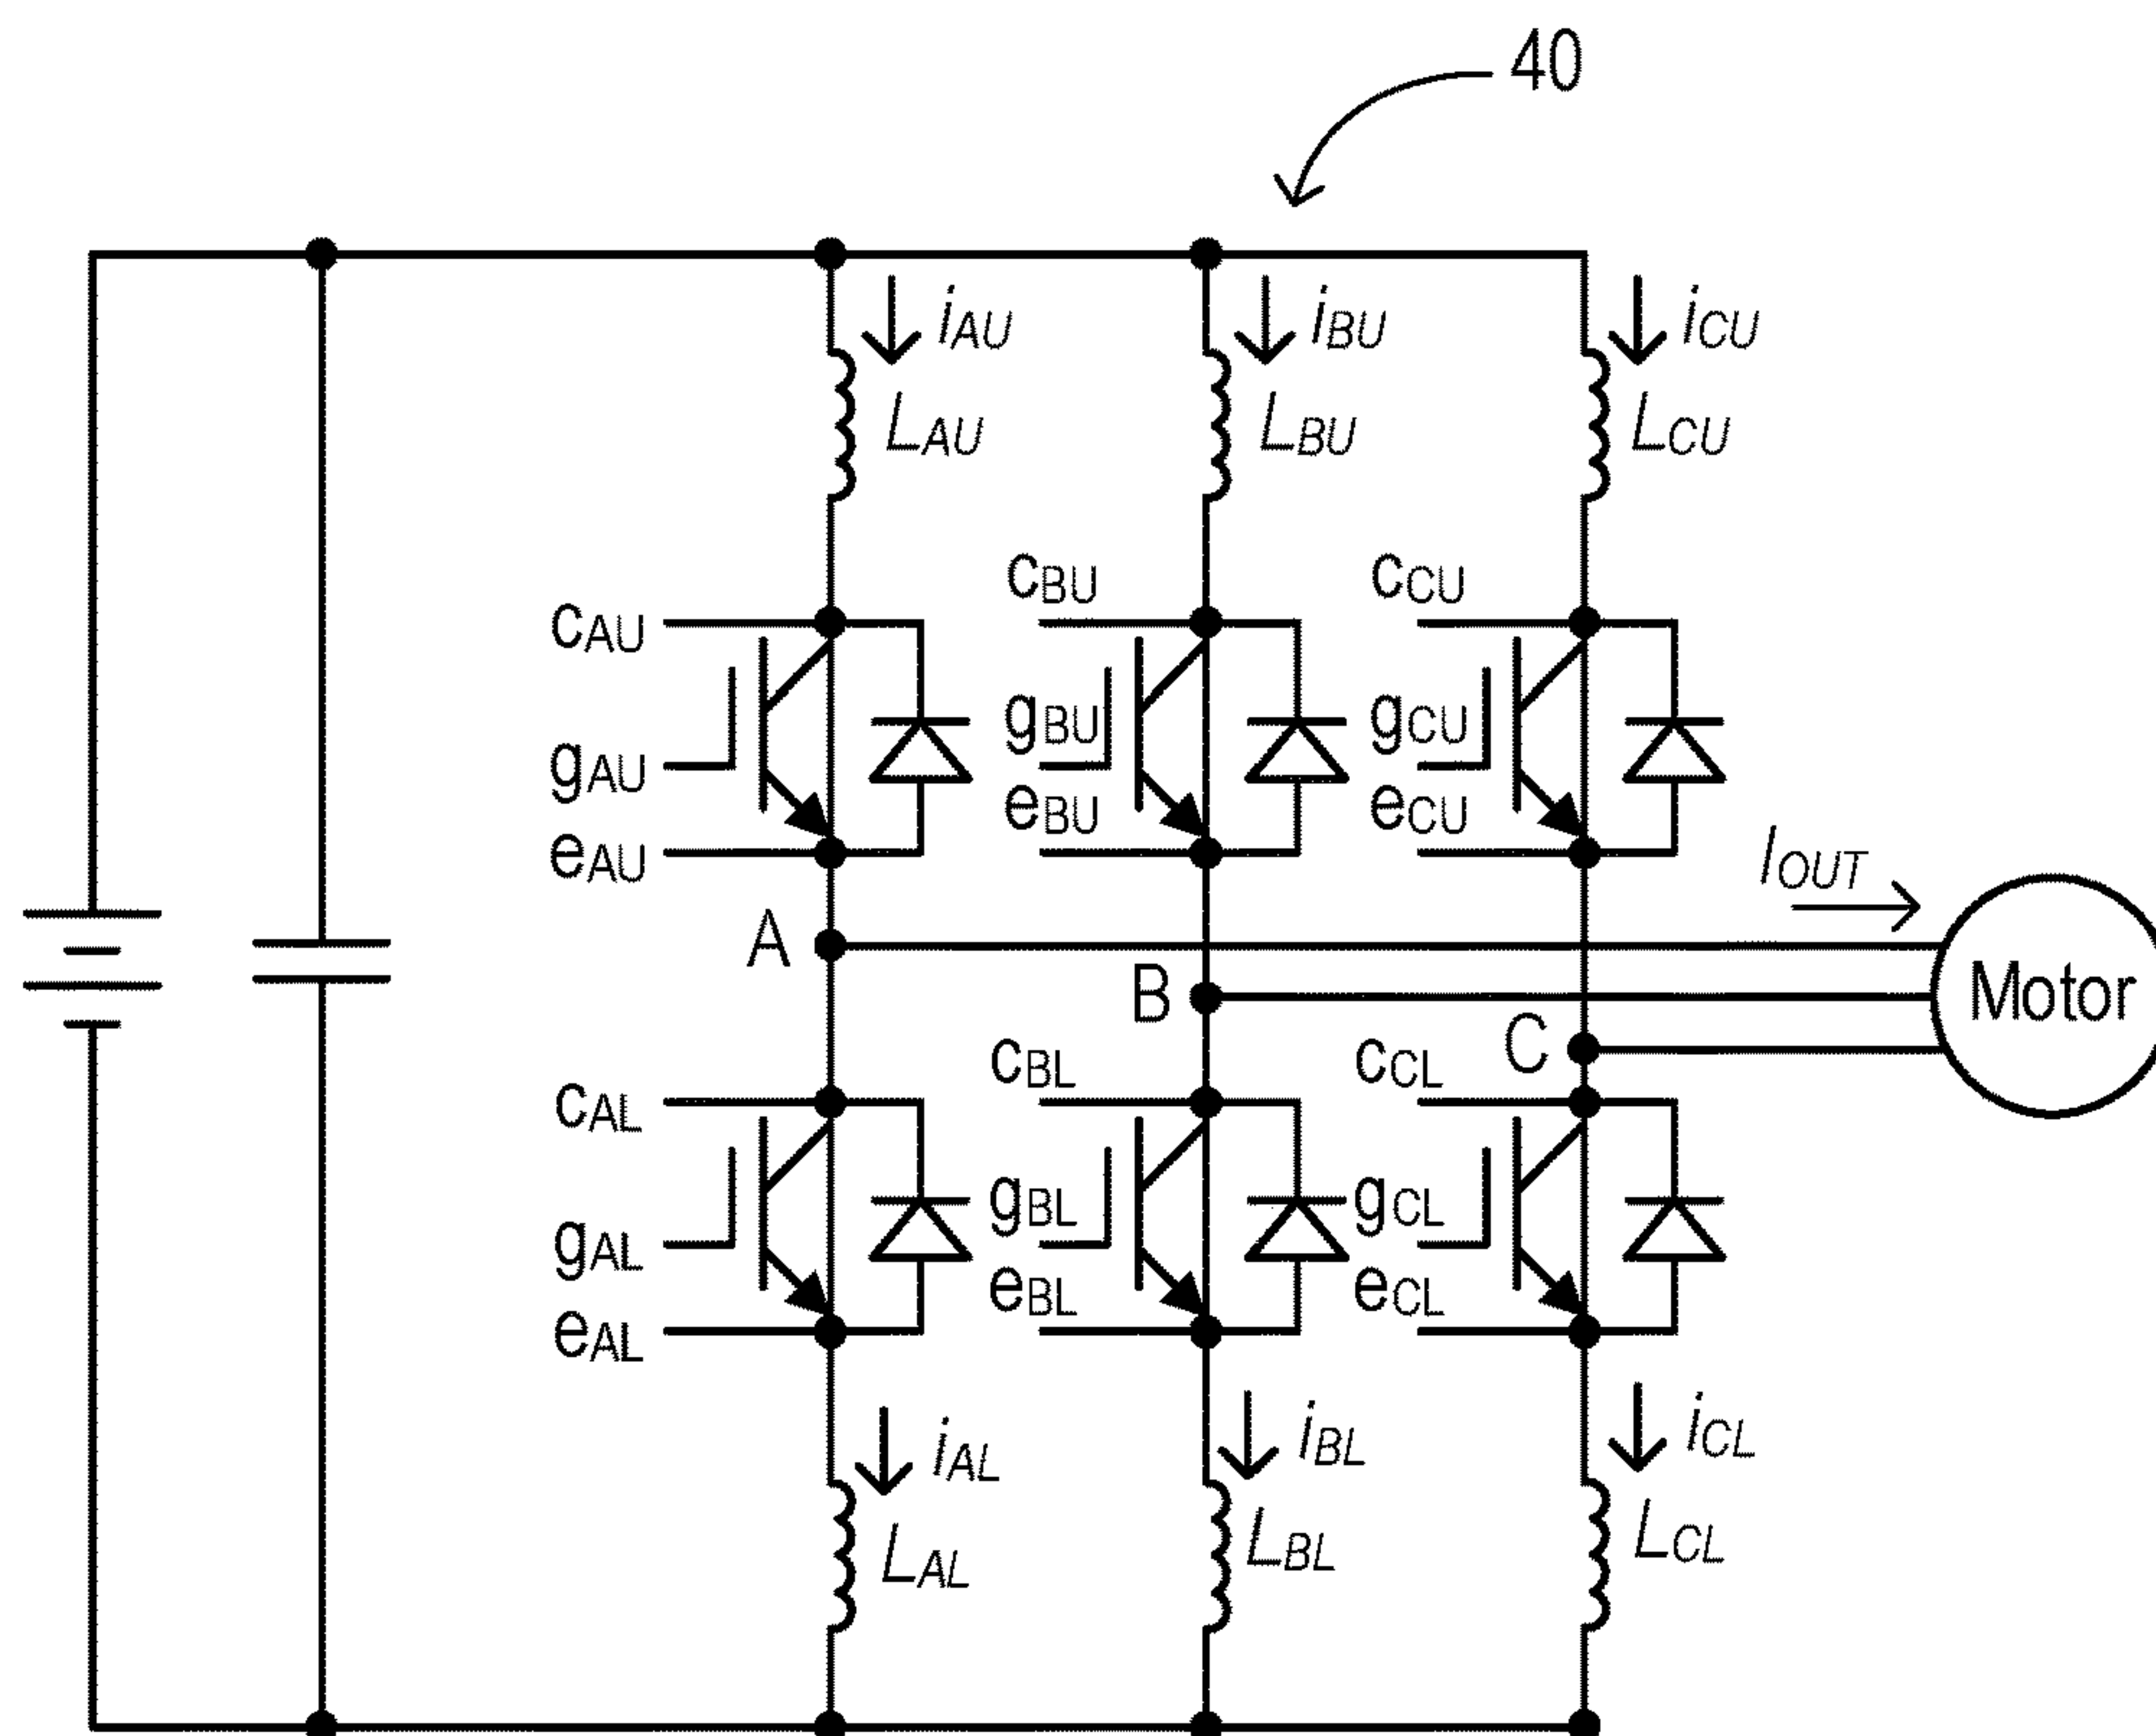 40
iAU
iBU
iCU
LAU
LBU
LCU
cAU
cBU
cCU
gAU
gBU
gCU
eAU
eBU
eCU
IOUT
A
B
C
Motor
cAL
cBL
cCL
gAL
gBL
gCL
eAL
eBL
eCL
iAL
iBL
iCL
LAL
LBL
LCL